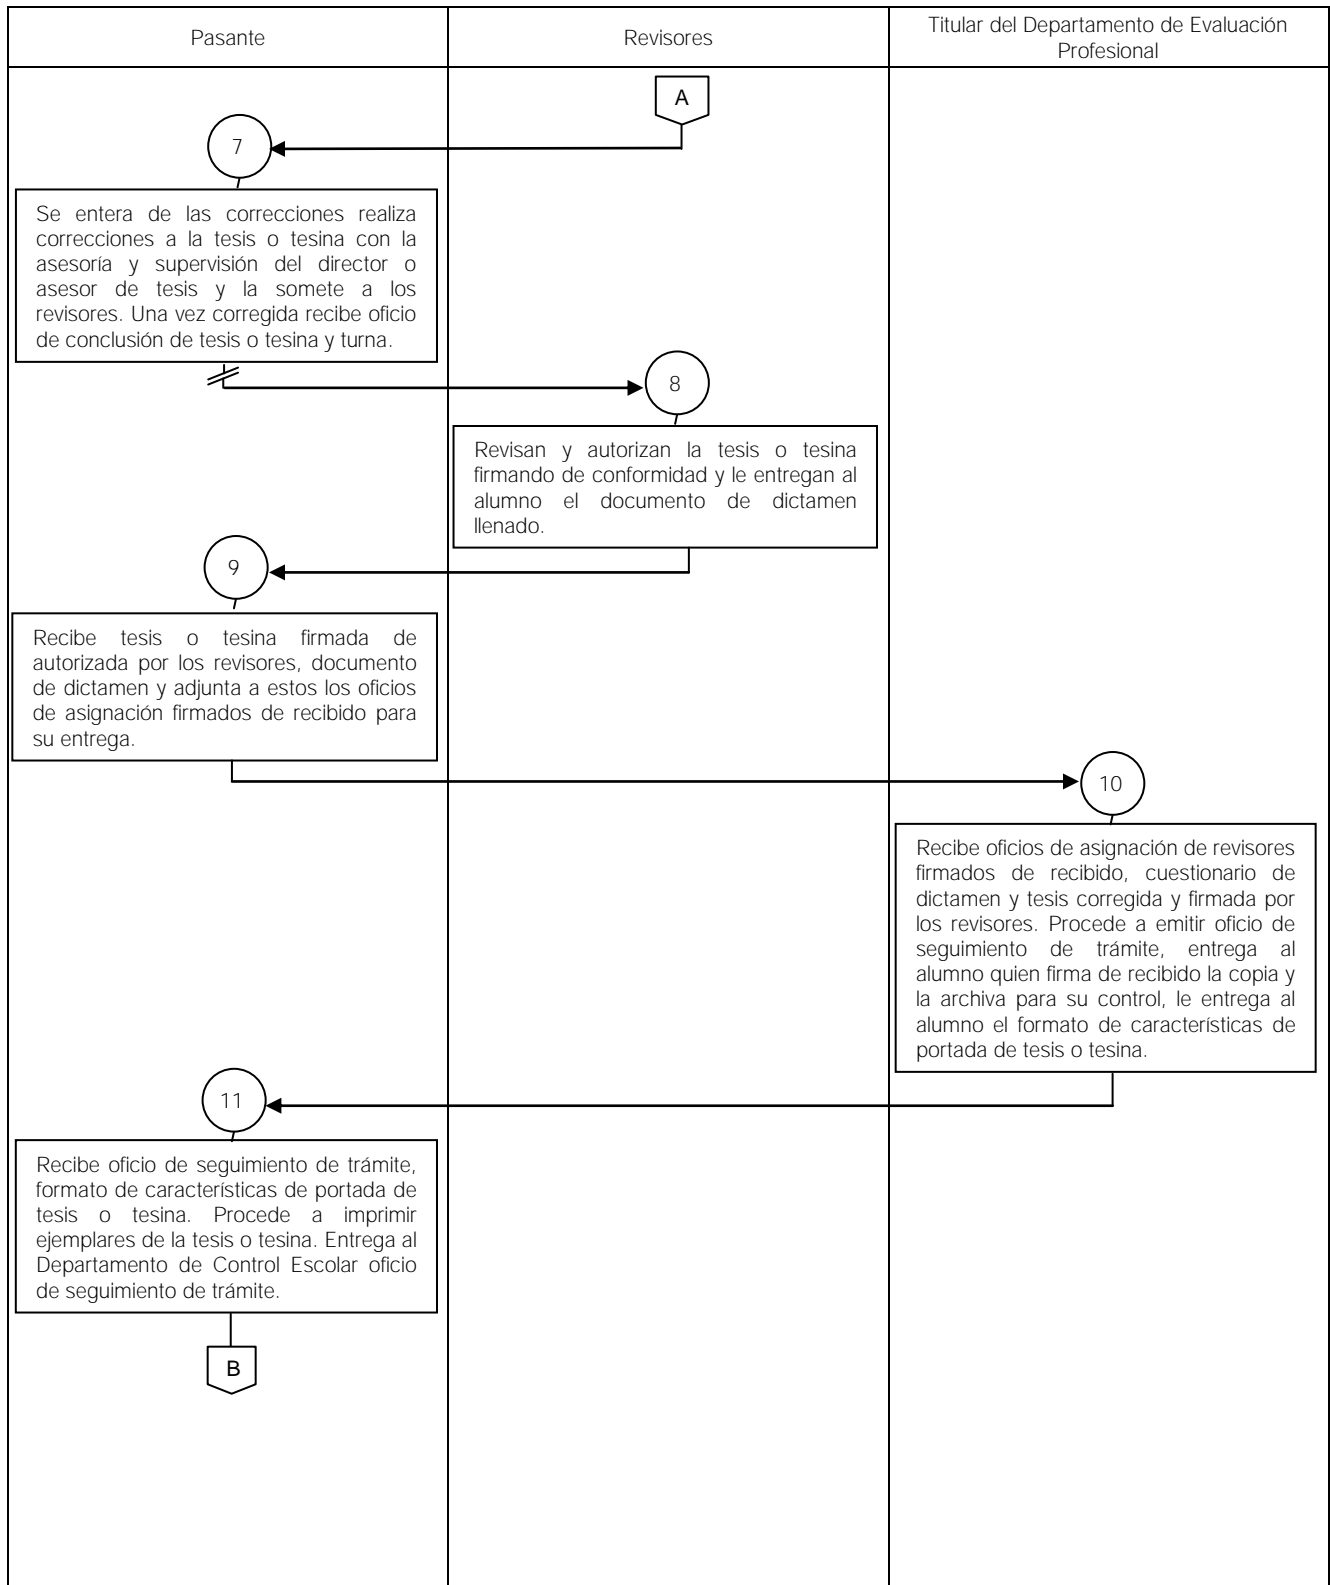 Pasante
Revisores
Titular del Departamento de Evaluación
Profesional
A
7
Se entera de las correcciones realiza
correcciones a la tesis o tesina con la
asesoría y supervisión del director o
asesor de tesis y la somete a los
revisores. Una vez corregida recibe oficio
de conclusión de tesis o tesina y turna.
8
Revisan y autorizan la tesis o tesina
firmando de conformidad y le entregan al
alumno el documento de dictamen
llenado.
9
Recibe tesis o tesina firmada de
autorizada por los revisores, documento
de dictamen y adjunta a estos los oficios
de asignación firmados de recibido para
su entrega.
10
Recibe oficios de asignación de revisores
firmados de recibido, cuestionario de
dictamen y tesis corregida y firmada por
los revisores. Procede a emitir oficio de
seguimiento de trámite, entrega al
alumno quien firma de recibido la copia y
la archiva para su control, le entrega al
alumno el formato de características de
portada de tesis o tesina.
11
Recibe oficio de seguimiento de trámite,
formato de características de portada de
tesis o tesina. Procede a imprimir
ejemplares de la tesis o tesina. Entrega al
Departamento de Control Escolar oficio
de seguimiento de trámite.
B